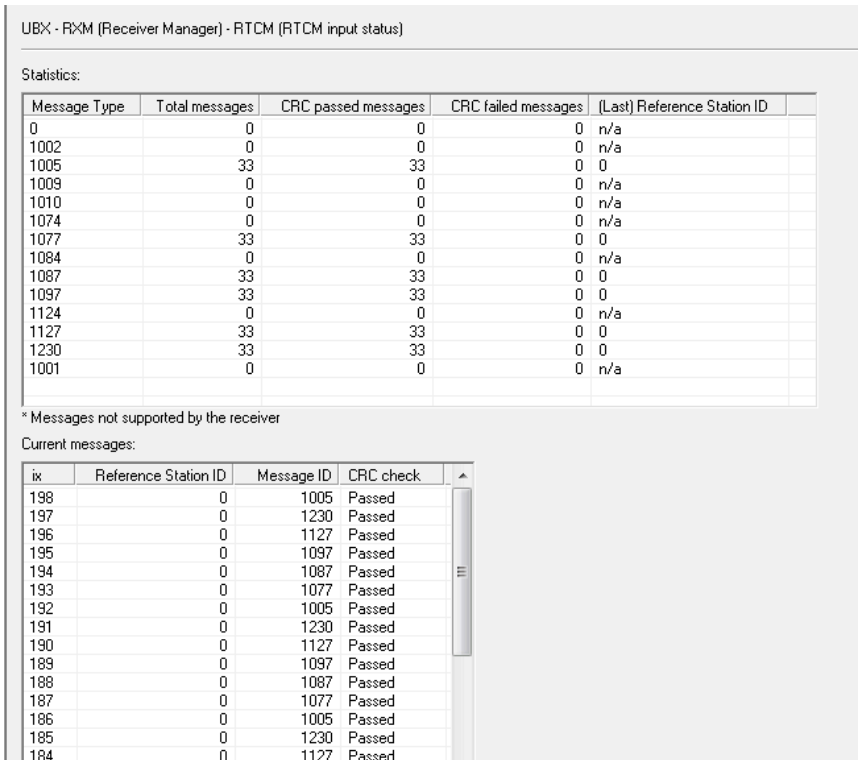 UBX - RXM (Receiver Manager) - RTCM (RTCM input status)
Statistics:
Message Type Total messages CRC passed messages CRC failed messages (Last) Reference Station ID
0 0 0 0 n/a
1002 0 0 0 n/a
1005 33 33 0 0
1009 0 0 0 n/a
1010 0 0 0 n/a
1074 0 0 0 n/a
1077 33 33 0 0
1084 0 0 0 n/a
1087 33 33 0 0
1097 33 33 0 0
1124 0 0 0 n/a
1127 33 33 0 0
1230 33 33 0 0
1001 0 0 0 n/a
* Messages not supported by the receiver
Current messages:
ix Reference Station ID Message ID CRC check
198 0 1005 Passed
197 0 1230 Passed
196 0 1127 Passed
195 0 1097 Passed
194 0 1087 Passed
193 0 1077 Passed
192 0 1005 Passed
191 0 1230 Passed
190 0 1127 Passed
189 0 1097 Passed
188 0 1087 Passed
187 0 1077 Passed
186 0 1005 Passed
185 0 1230 Passed
184 0 1127 Passed